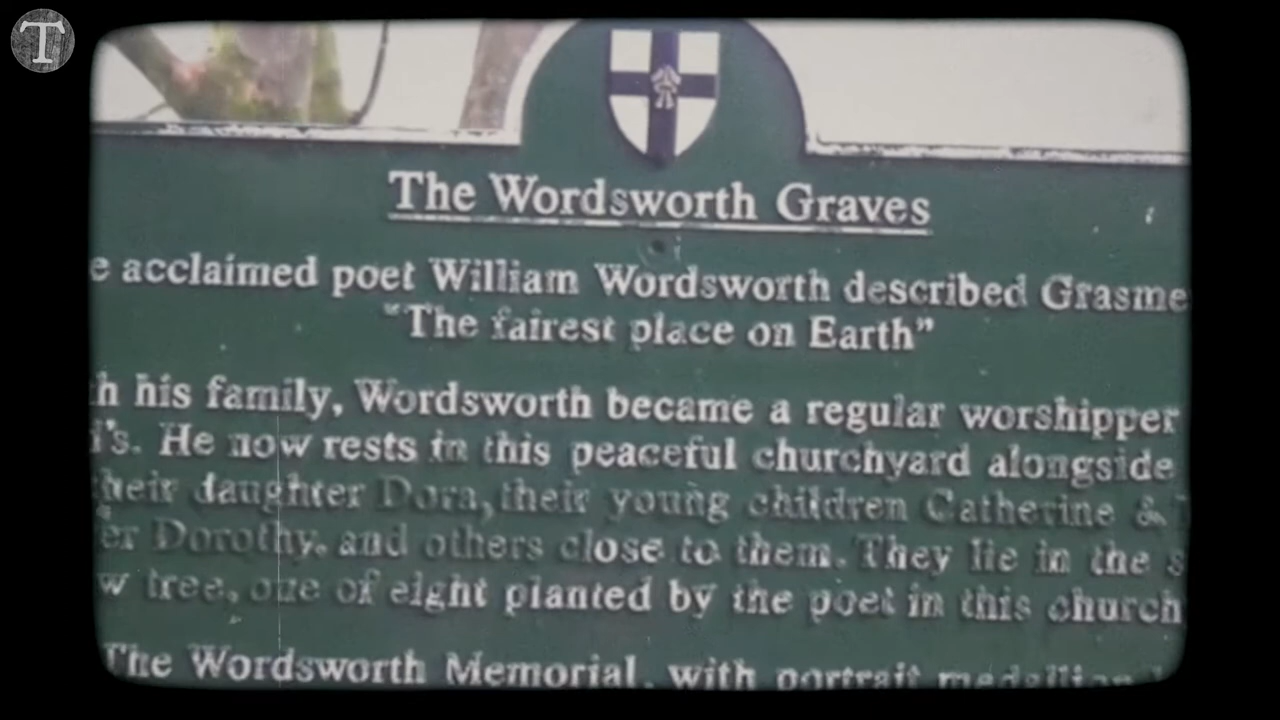 T
The Wordsworth Graves
e acclaimed poet William Wordsworth described Grasme
"The fairest place on Earth"
h his family, Wordsworth became a regular worshipper
's. He now rests in this peaceful churchyard alongside
their daughter Dora, their young children Catherine &
er Dorothy, and others close to them. They lie in the s
w tree, one of eight planted by the poet in this church
The Wordsworth Memorial, with portrait medallion